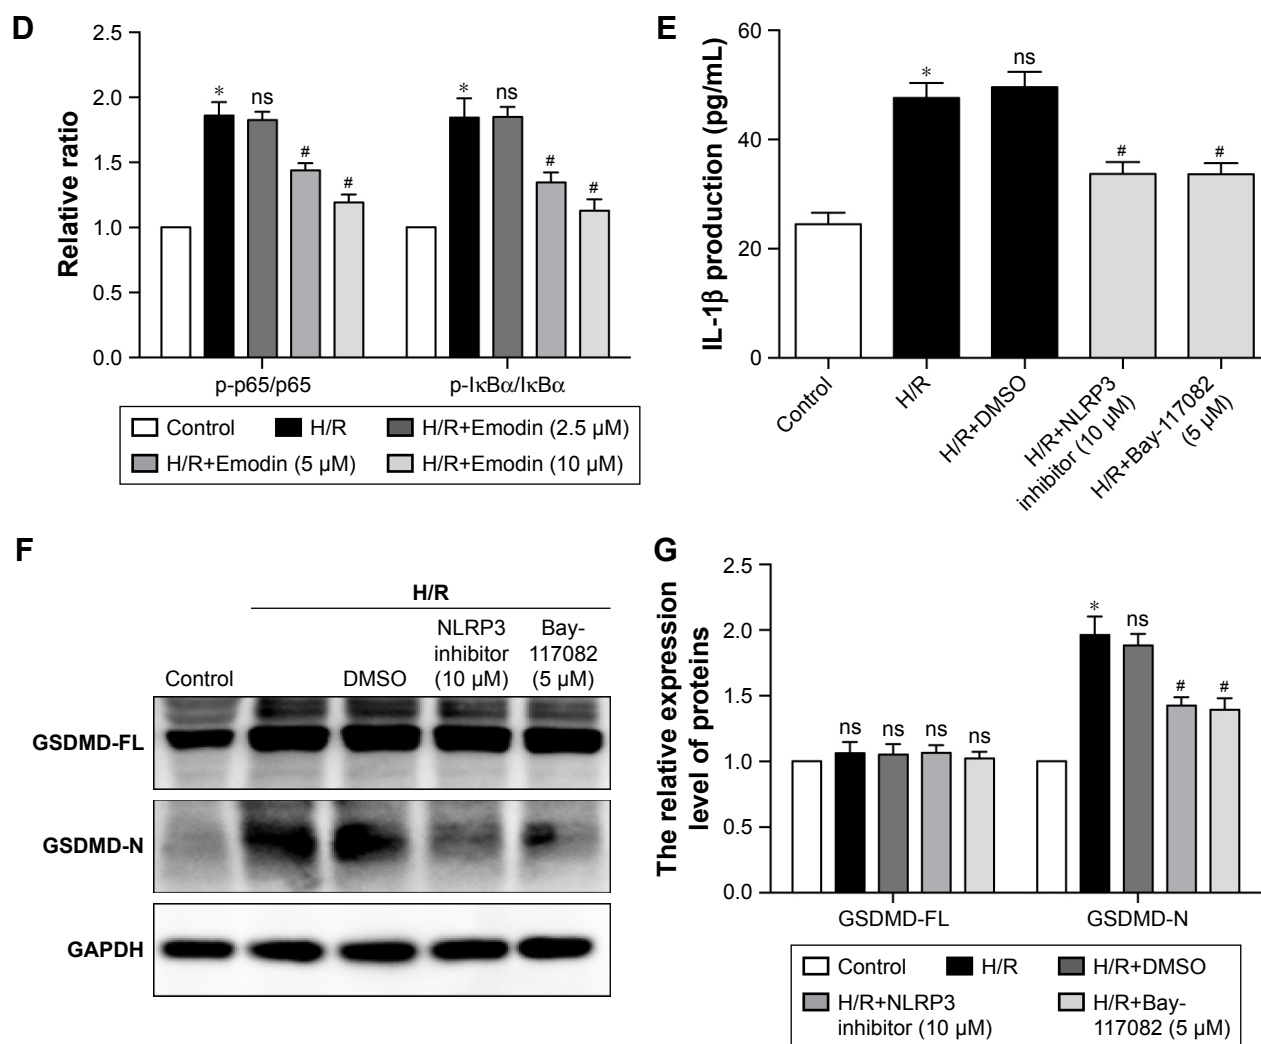 D
2.5
2.0
1.5
1.0
0.5
0.0
Relative ratio
*
ns
#
#
*
ns
#
#
p-p65/p65
p-IκBα/IκBα
Control
H/R
H/R+Emodin (2.5 µM)
H/R+Emodin (5 µM)
H/R+Emodin (10 µM)
E
60
40
20
0
IL-1β production (pg/mL)
*
ns
#
#
Control
H/R
H/R+DMSO
H/R+NLRP3
inhibitor (10 µM)
H/R+Bay-117082
(5 µM)
F
H/R
Control
DMSO
NLRP3
inhibitor
(10 µM)
Bay-
117082
(5 µM)
GSDMD-FL
GSDMD-N
GAPDH
G
2.5
2.0
1.5
1.0
0.5
0.0
The relative expression
level of proteins
ns
ns
ns
ns
*
ns
#
#
GSDMD-FL
GSDMD-N
Control
H/R
H/R+DMSO
H/R+NLRP3
inhibitor (10 µM)
H/R+Bay-
117082 (5 µM)